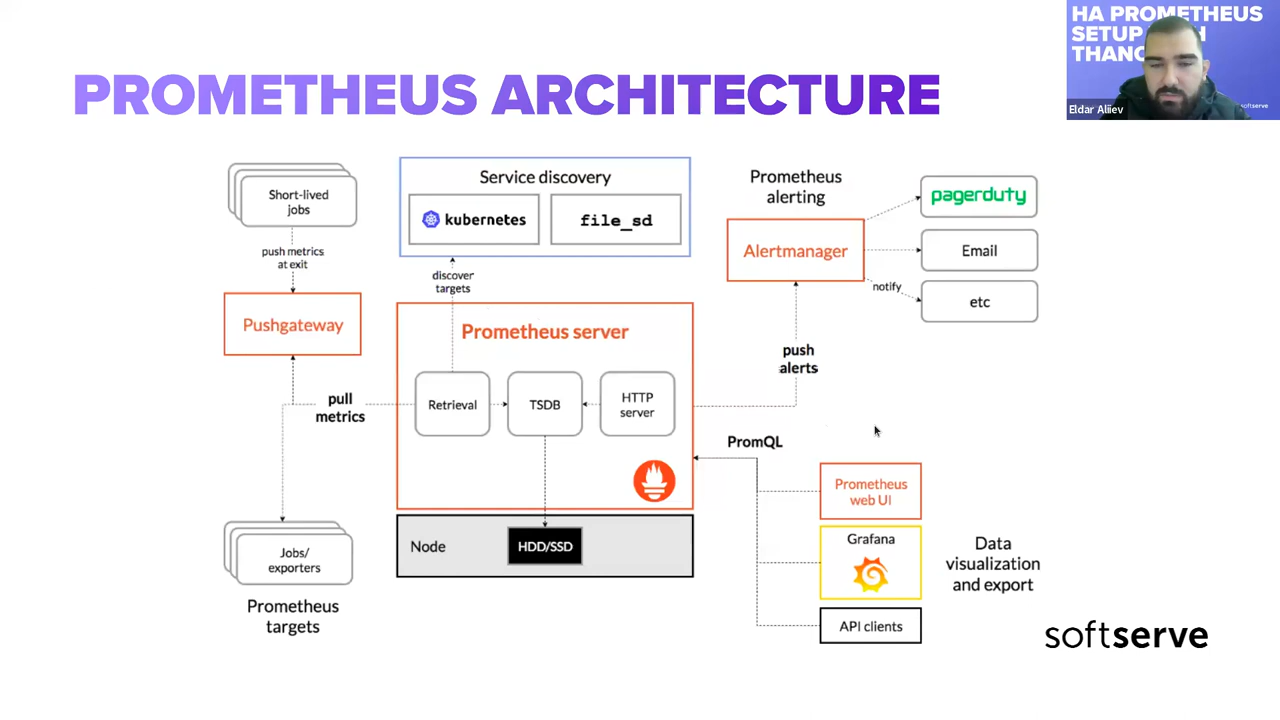 HA PROMETHEUS
SETUP
THANO
Eldar Aliiev
softserve
PROMETHEUS ARCHITECTURE
Short-lived
jobs
push metrics
at exit
Pushgateway
pull
metrics
Jobs/
exporters
Prometheus
targets
Service discovery
kubernetes
file_sd
discover
targets
Prometheus server
Retrieval
TSDB
HTTP
server
Node
HDD/SSD
Prometheus
alerting
Alertmanager
pagerduty
Email
notify
etc
push
alerts
PromQL
Prometheus
web UI
Grafana
API clients
Data
visualization
and export
softserve